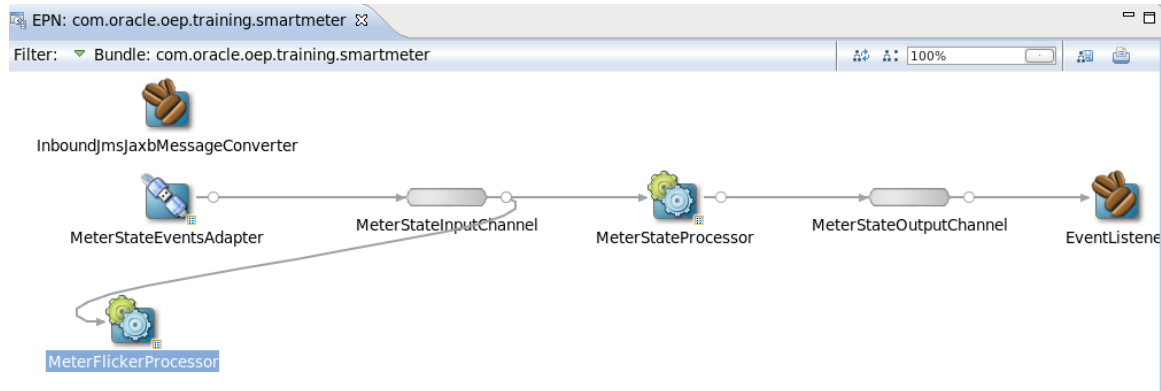 EPN: com.oracle.oep.training.smartmeter
Filter: Bundle: com.oracle.oep.training.smartmeter 100%
InboundJmsJaxbMessageConverter
MeterStateEventsAdapter
MeterStateInputChannel
MeterStateProcessor
MeterStateOutputChannel
EventListene
MeterFlickerProcessor